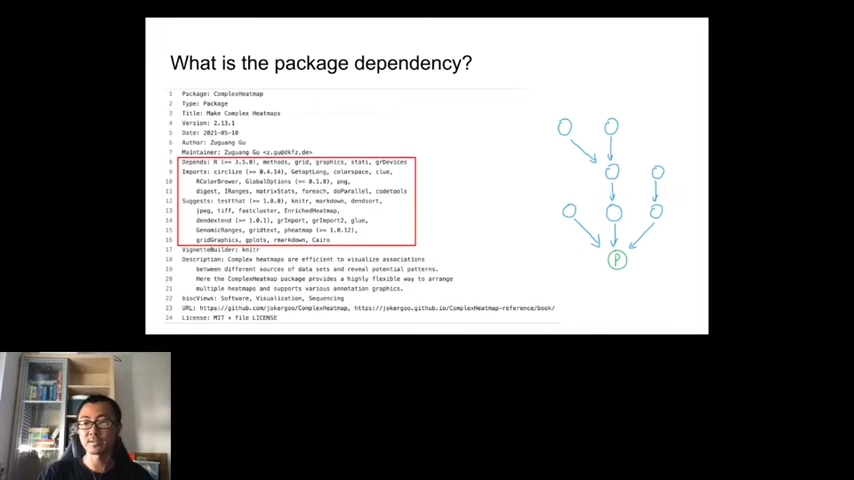 What is the package dependency?
1 Package: ComplexHeatmap
2 Type: Package
3 Title: Make Complex Heatmaps
4 Version: 2.13.1
5 Date: 2021-05-10
6 Author: Zuguang Gu
7 Maintainer: Zuguang Gu <z.gu@dkfz.de>
8 Depends: R (>= 3.5.0), methods, grid, graphics, stats, grDevices
9 Imports: circlize (>= 0.4.14), GetoptLong, colorspace, clue,
10 RColorBrewer, GlobalOptions (>= 0.1.0), png,
11 digest, IRanges, matrixStats, foreach, doParallel, codetools
12 Suggests: testthat (>= 1.0.0), knitr, markdown, dendsort,
13 jpeg, tiff, fastcluster, EnrichedHeatmap,
14 dendextend (>= 1.0.1), grImport, grImport2, glue,
15 GenomicRanges, gridtext, pheatmap (>= 1.0.12),
16 gridGraphics, gplots, rmarkdown, Cairo
17 VignetteBuilder: knitr
18 Description: Complex heatmaps are efficient to visualize associations
19 between different sources of data sets and reveal potential patterns.
20 Here the ComplexHeatmap package provides a highly flexible way to arrange
21 multiple heatmaps and supports various annotation graphics.
22 biocViews: Software, Visualization, Sequencing
23 URL: https://github.com/jokergoo/ComplexHeatmap, https://jokergoo.github.io/ComplexHeatmap-reference/book/
24 License: MIT + file LICENSE
P